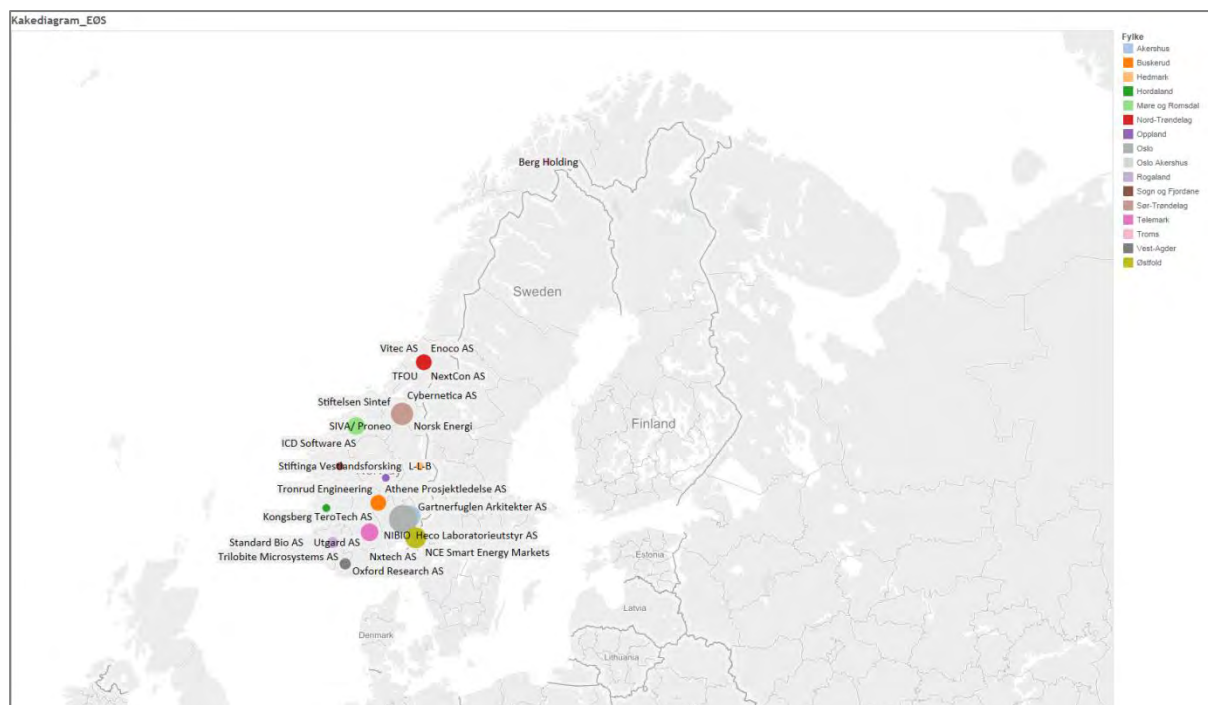 Kakediagram_EØS
Fylke
Akershus
Buskerud
Hedmark
Hordaland
Møre og Romsdal
Nord-Trøndelag
Oppland
Oslo
Oslo Akershus
Rogaland
Sogn og Fjordane
Sør-Trøndelag
Telemark
Troms
Vest-Agder
Østfold
Berg Holding
Sweden
Vitec AS Enoco AS
TFOU NextCon AS
Cybernetica AS
Stiftelsen Sintef
SIVA/ Proneo Norsk Energi
Finland
ICD Software AS
Stiftinga Vestlandsforsking L-L-B
Tronrud Engineering Athene Prosjektledelse AS
Gartnerfuglen Arkitekter AS
Kongsberg TeroTech AS
NIBIO Heco Laboratorieutstyr AS
Standard Bio AS Utgard AS
Trilobite Microsystems AS Nxtech AS NCE Smart Energy Markets
Estonia
Oxford Research AS
Latvia
Denmark
Lithuania